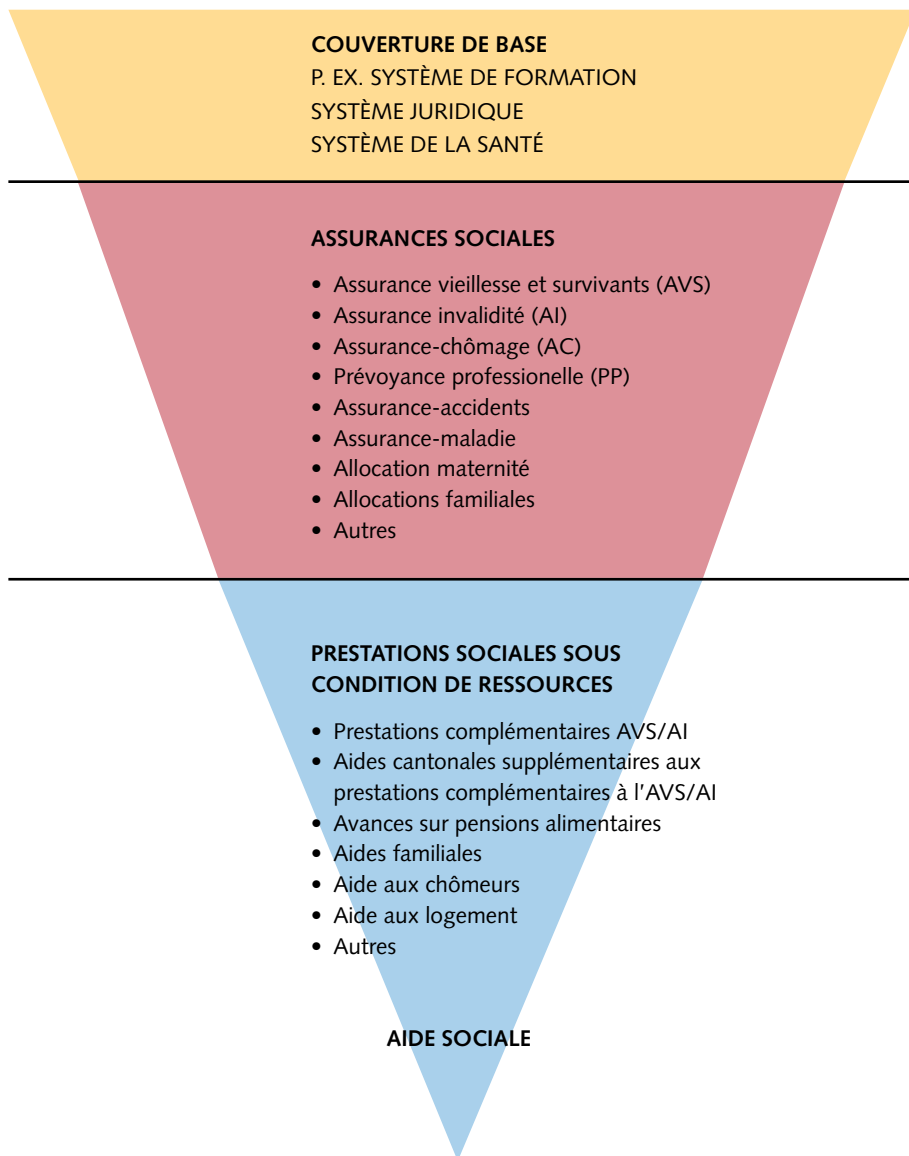 COUVERTURE DE BASE
P. EX. SYSTÈME DE FORMATION
SYSTÈME JURIDIQUE
SYSTÈME DE LA SANTÉ
ASSURANCES SOCIALES
• Assurance vieillesse et survivants (AVS)
• Assurance invalidité (AI)
• Assurance-chômage (AC)
• Prévoyance professionelle (PP)
• Assurance-accidents
• Assurance-maladie
• Allocation maternité
• Allocations familiales
• Autres
PRESTATIONS SOCIALES SOUS
CONDITION DE RESSOURCES
• Prestations complémentaires AVS/AI
• Aides cantonales supplémentaires aux
prestations complémentaires à l'AVS/AI
• Avances sur pensions alimentaires
• Aides familiales
• Aide aux chômeurs
• Aide aux logement
• Autres
AIDE SOCIALE